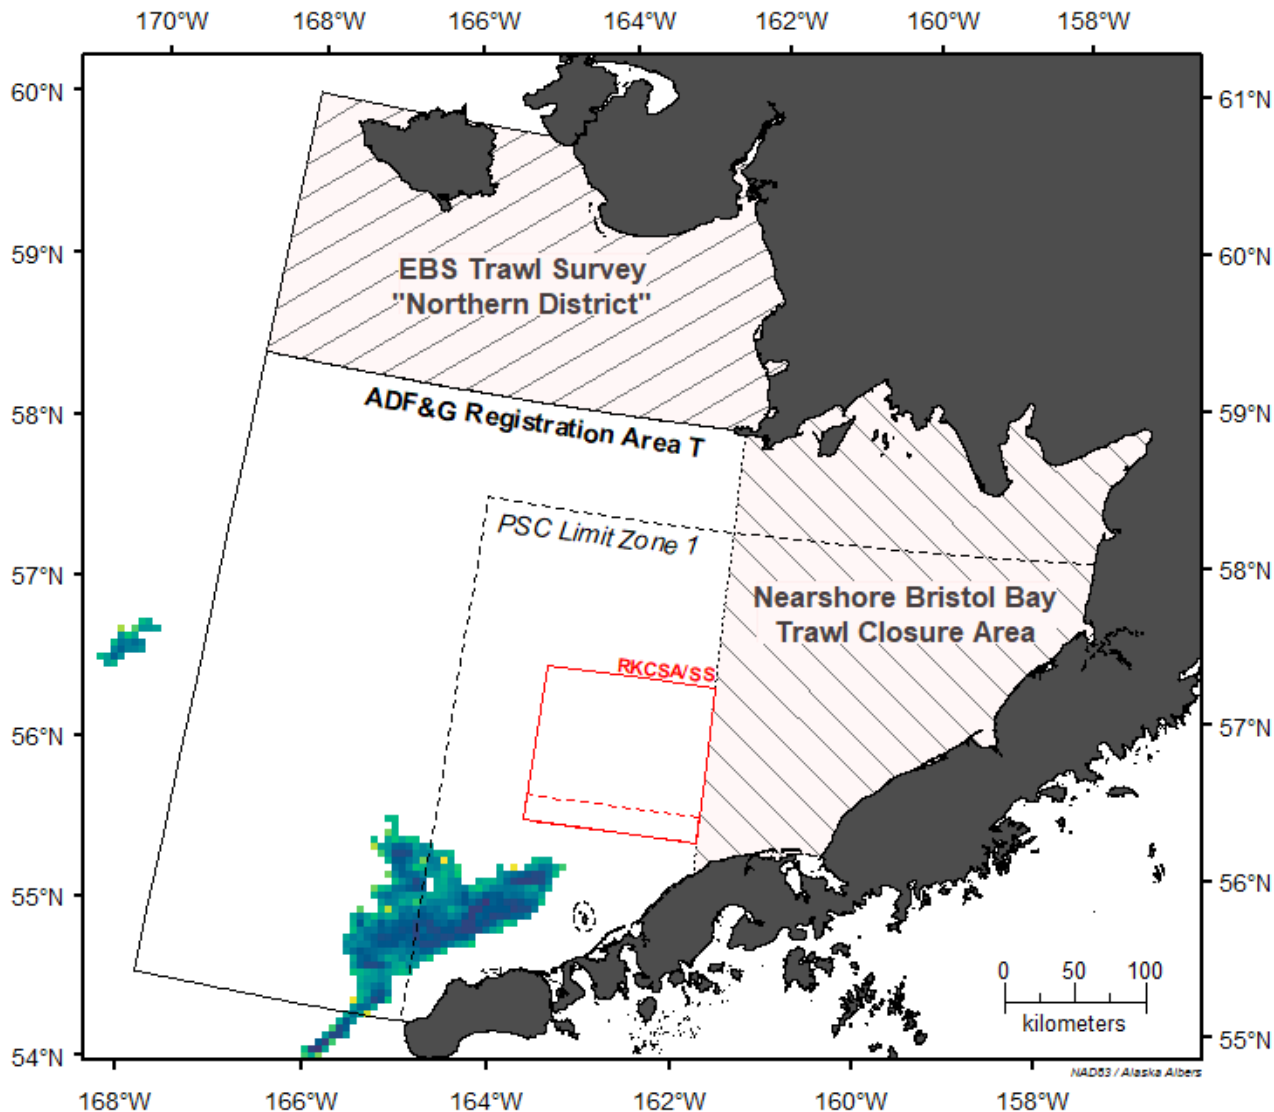 170°W 168°W 166°W 164°W 162°W 160°W 158°W
60°N
61°N
59°N
60°N
EBS Trawl Survey
"Northern District"
58°N
59°N
ADF&G Registration Area T
PSC Limit Zone 1
57°N
58°N
Nearshore Bristol Bay
Trawl Closure Area
RKCSA/SS
56°N
57°N
55°N
56°N
0 50 100
kilometers
54°N
55°N
NAD83 / Alaska Albers
168°W 166°W 164°W 162°W 160°W 158°W